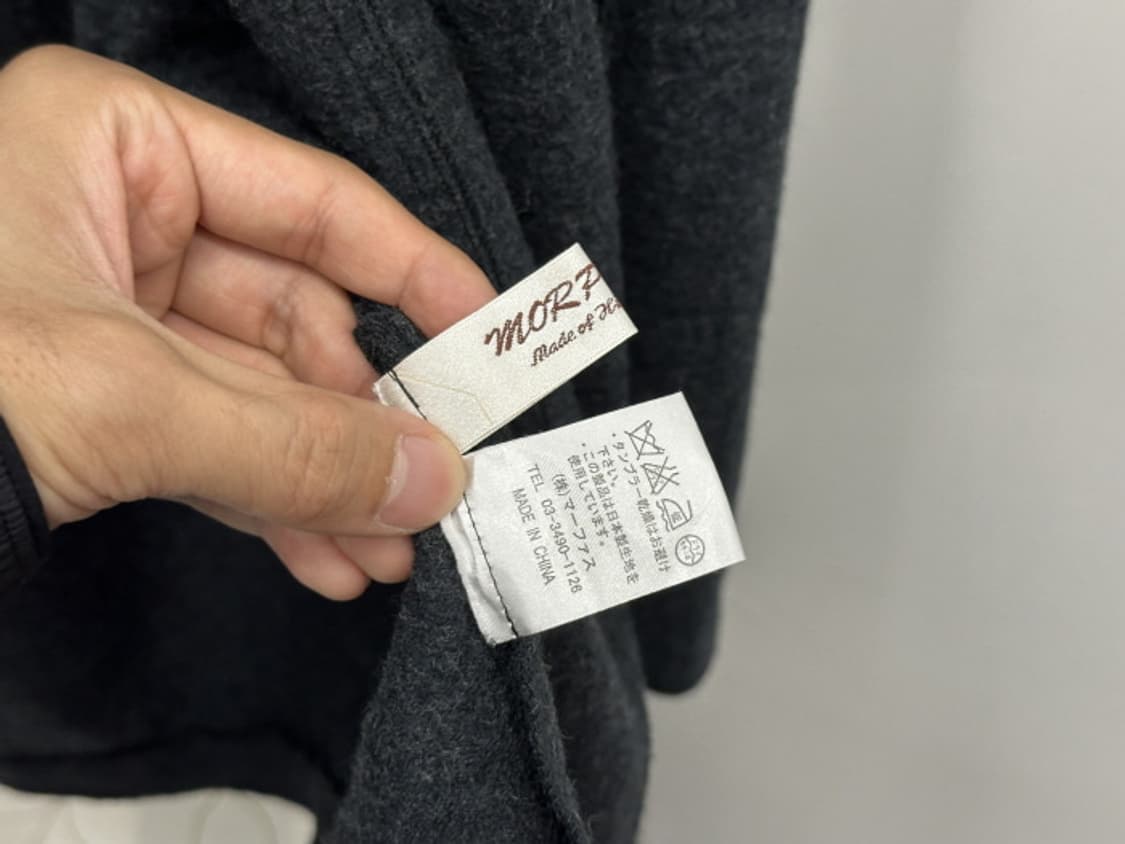 MORP
Made of H
・タンブラー乾燥はお避け
下さい。
・この製品は日本製生地を
使用しています。
(株)マーファス
TEL 03-3490-1126
MADE IN CHINA